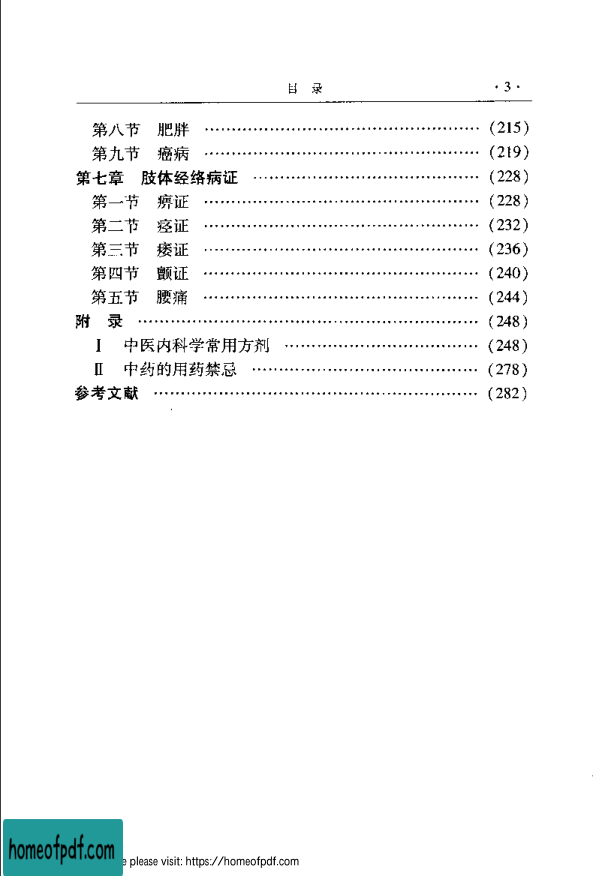 目 录 ·3·
第八节 肥胖 …………………………………………… (215)
第九节 癌病 …………………………………………… (219)
第七章 肢体经络病证 …………………………………… (228)
第一节 痹证 …………………………………………… (228)
第二节 痉证 …………………………………………… (232)
第三节 痿证 …………………………………………… (236)
第四节 颤证 …………………………………………… (240)
第五节 腰痛 …………………………………………… (244)
附 录 ……………………………………………………… (248)
Ⅰ 中医内科学常用方剂 ……………………………… (248)
Ⅱ 中药的用药禁忌 …………………………………… (278)
参考文献 …………………………………………………… (282)
homeofpdf.com
e please visit: https://homeofpdf.com